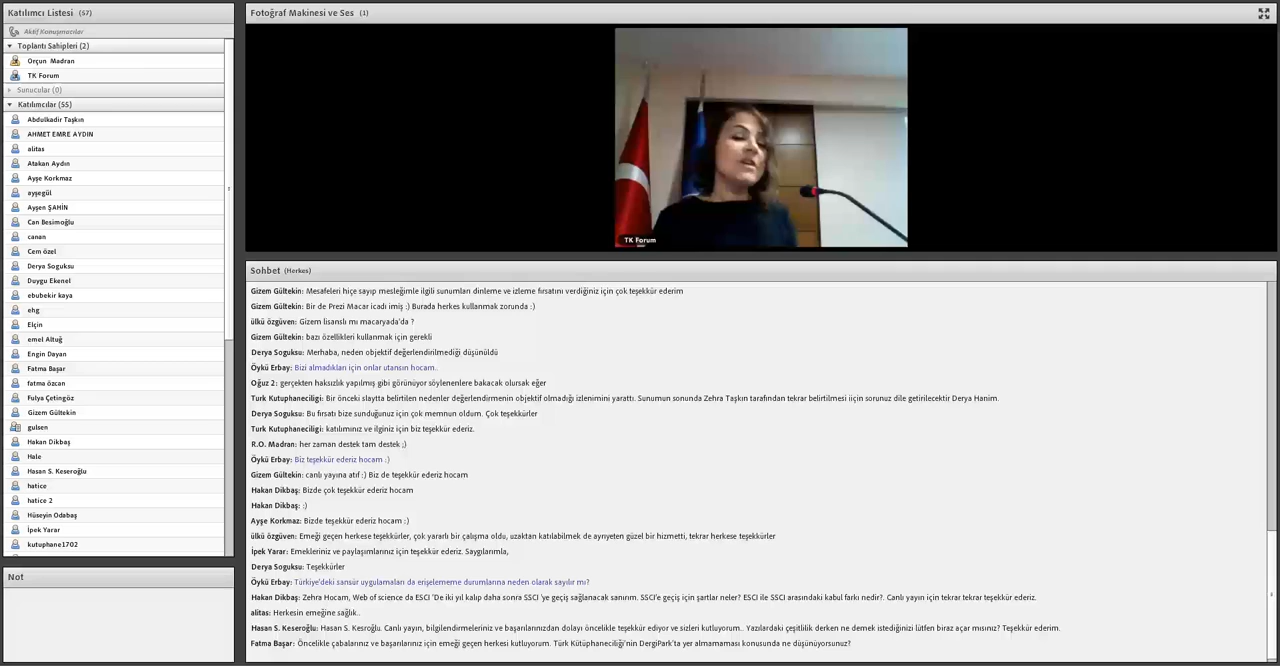 Katılımcı Listesi (57)
Aktif Konuşmacılar
Toplantı Sahipleri (2)
Orçun Madran
TK Forum
Sunucular (0)
Katılımcılar (55)
Abdulkadir Taşkın
AHMET EMRE AYDIN
alitas
Atakan Aydın
Ayşe Korkmaz
ayşegül
Ayşen ŞAHİN
Can Besimoğlu
canan
Cem özel
Derya Soguksu
Duygu Ekenel
ebubekir kaya
ehg
Elçin
emel Altuğ
Engin Dayan
Fatma Başar
fatma özcan
Fulya Çetingöz
Gizem Gültekin
gulsen
Hakan Dikbaş
Hale
Hasan S. Keseroğlu
hatice
hatice 2
Hüseyin Odabaş
İpek Yarar
kutuphane1702
Not
Fotoğraf Makinesi ve Ses (1)
TK Forum
Sohbet (Herkes)
Gizem Gültekin: Mesafeleri hiçe sayıp mesleğimle ilgili sunumları dinleme ve izleme fırsatını verdiğiniz için çok teşekkür ederim
Gizem Gültekin: Bir de Prezi Macar icadı imiş :) Burada herkes kullanmak zorunda :)
ülkü özgüven: Gizem lisanslı mı macaryada'da ?
Gizem Gültekin: bazı özellikleri kullanmak için gerekli
Derya Soguksu: Merhaba, neden objektif değerlendirilmediği düşünüldü
Öykü Erbay: Bizi almadıkları için onlar utansın hocam..
Oğuz 2: gerçekten haksızlık yapılmış gibi görünüyor söylenenlere bakacak olursak eğer
Turk Kutuphaneciligi: Bir önceki slaytta belirtilen nedenler değerlendirmenin objektif olmadığı izlenimini yarattı. Sunumun sonunda Zehra Taşkın tarafından tekrar belirtilmesi iiçin sorunuz dile getirilecektir Derya Hanim.
Derya Soguksu: Bu fırsatı bize sunduğunuz için çok memnun oldum. Çok teşekkürler
Turk Kutuphaneciligi: katılımınız ve ilginiz için biz teşekkür ederiz.
R.O. Madran: her zaman destek tam destek ;)
Öykü Erbay: Biz teşekkür ederiz hocam :)
Gizem Gültekin: canlı yayına atıf :) Biz de teşekkür ederiz hocam
Hakan Dikbaş: Bizde çok teşekkür ederiz hocam
Hakan Dikbaş: :)
Ayşe Korkmaz: Bizde teşekkür ederiz hocam :)
ülkü özgüven: Emeği geçen herkese teşekkürler, çok yararlı bir çalışma oldu, uzaktan katılabilmek de ayrıyeten güzel bir hizmetti, tekrar herkese teşekkürler
İpek Yarar: Emekleriniz ve paylaşımlarınız için teşekkür ederiz. Saygılarımla,
Derya Soguksu: Teşekkürler
Öykü Erbay: Türkiye'deki sansür uygulamaları da erişelememe durumlarına neden olarak sayılır mı?
Hakan Dikbaş: Zehra Hocam, Web of science da ESCI 'De iki yıl kalıp daha sonra SSCI 'ye geçiş sağlanacak sanırım. SSCI'e geçiş için şartlar neler? ESCI ile SSCI arasındaki kabul farkı nedir?. Canlı yayın için tekrar tekrar teşekkür ederiz.
alitas: Herkesin emeğine sağlık..
Hasan S. Keseroğlu: Hasan S. Kesroğlu. Canlı yayın, bilgilendirmeleriniz ve başarılarınızdan dolayı öncelikle teşekkür ediyor ve sizleri kutluyorum.. Yazılardaki çeşitlilik derken ne demek istediğinizi lütfen biraz açar mısınız? Teşekkür ederim.
Fatma Başar: Öncelikle çabalarınız ve başarılarınız için emeği geçen herkesi kutluyorum. Türk Kütüphaneciliği'nin DergiPark'ta yer almamaması konusunda ne düşünüyorsunuz?